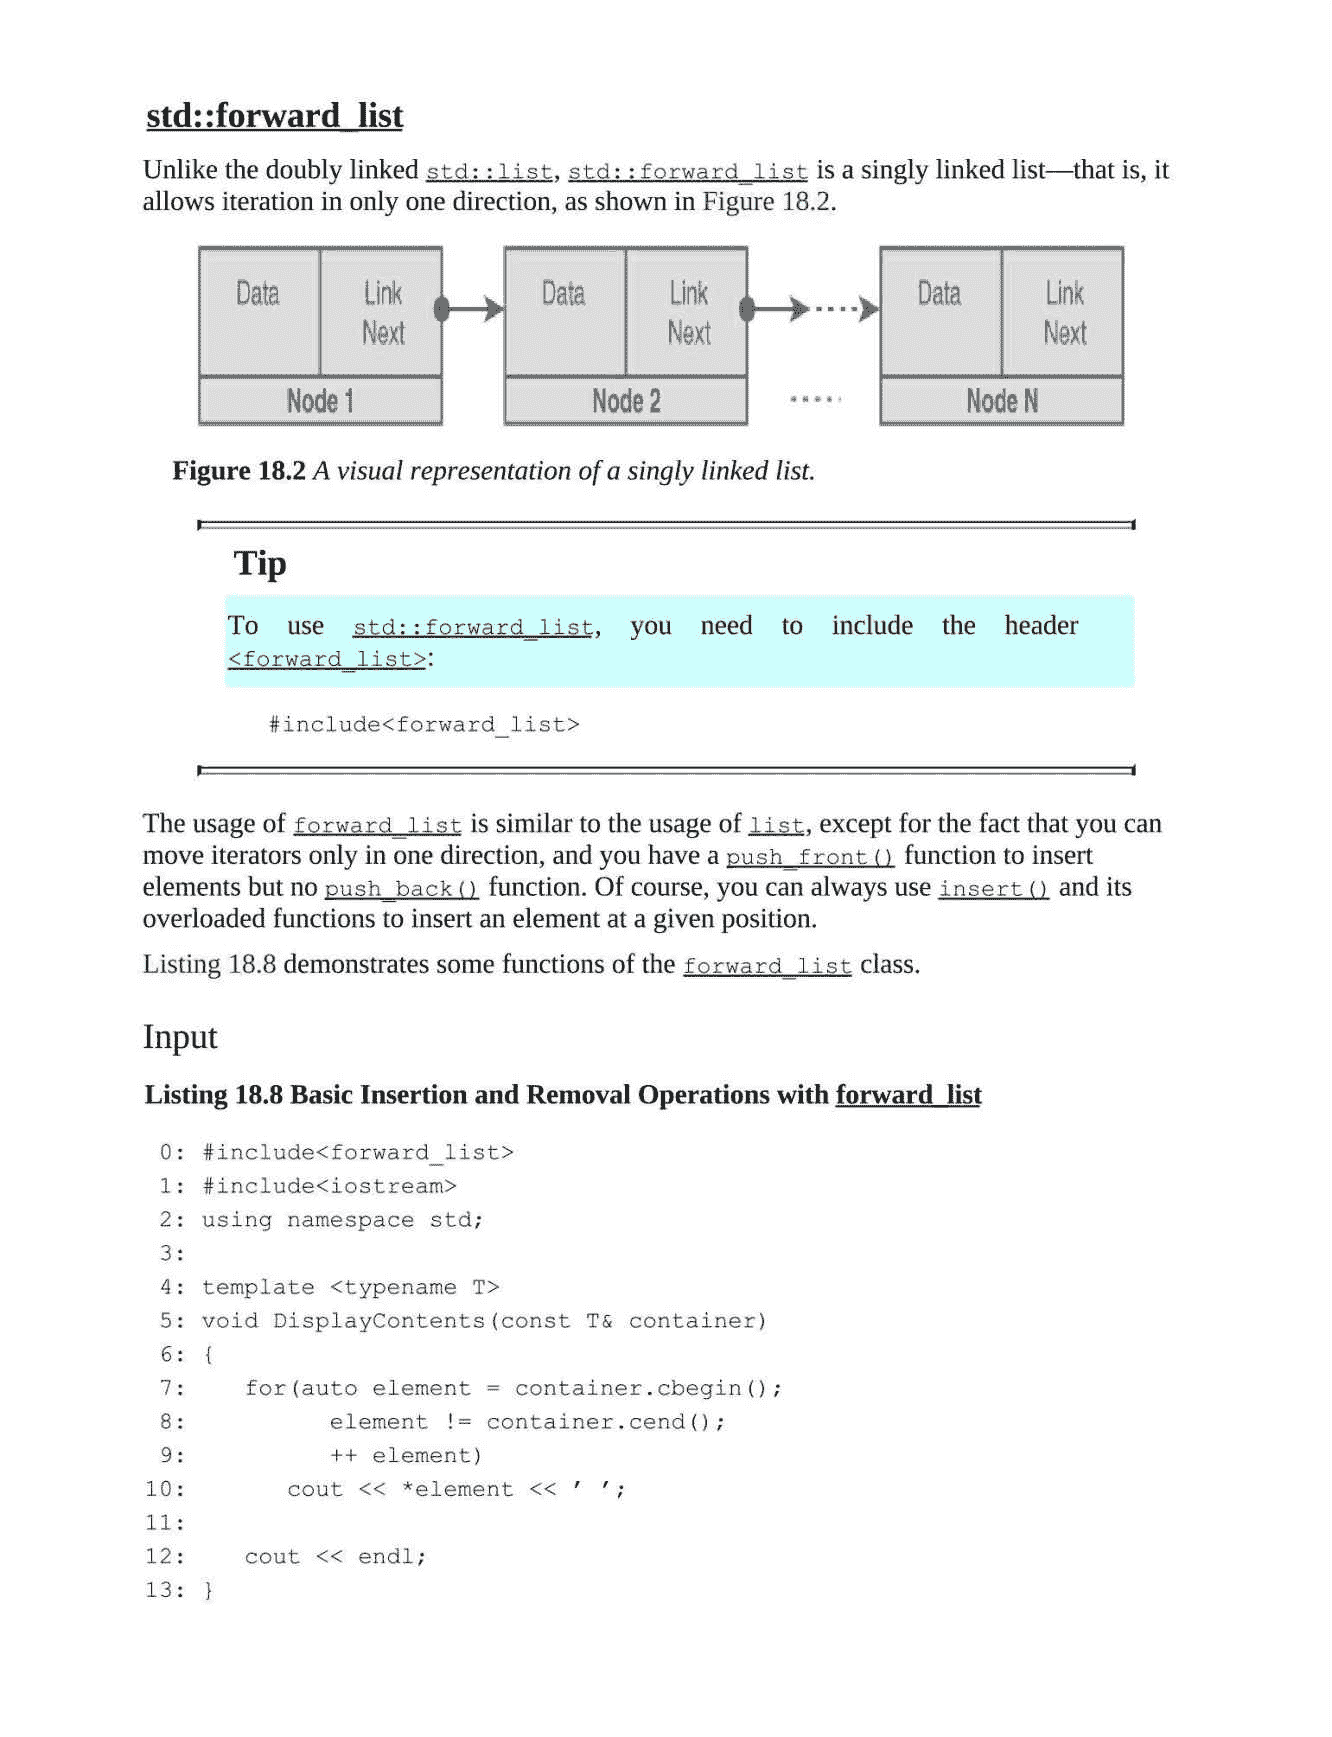 std::forward_list
Unlike the doubly linked std::list, std::forward_list is a singly linked list—that is, it
allows iteration in only one direction, as shown in Figure 18.2.
Data Link Next Data Link Next Data Link Next
Node 1 Node 2 ..... Node N
Figure 18.2 A visual representation of a singly linked list.
Tip
To use std::forward_list, you need to include the header
<forward_list>:
#include<forward_list>
The usage of forward_list is similar to the usage of list, except for the fact that you can
move iterators only in one direction, and you have a push_front() function to insert
elements but no push_back() function. Of course, you can always use insert() and its
overloaded functions to insert an element at a given position.
Listing 18.8 demonstrates some functions of the forward_list class.
Input
Listing 18.8 Basic Insertion and Removal Operations with forward_list
0: #include<forward_list>
1: #include<iostream>
2: using namespace std;
3:
4: template <typename T>
5: void DisplayContents(const T& container)
6: {
7:    for(auto element = container.cbegin();
8:          element != container.cend();
9:          ++ element)
10:       cout << *element << ’ ’;
11:
12:    cout << endl;
13: }